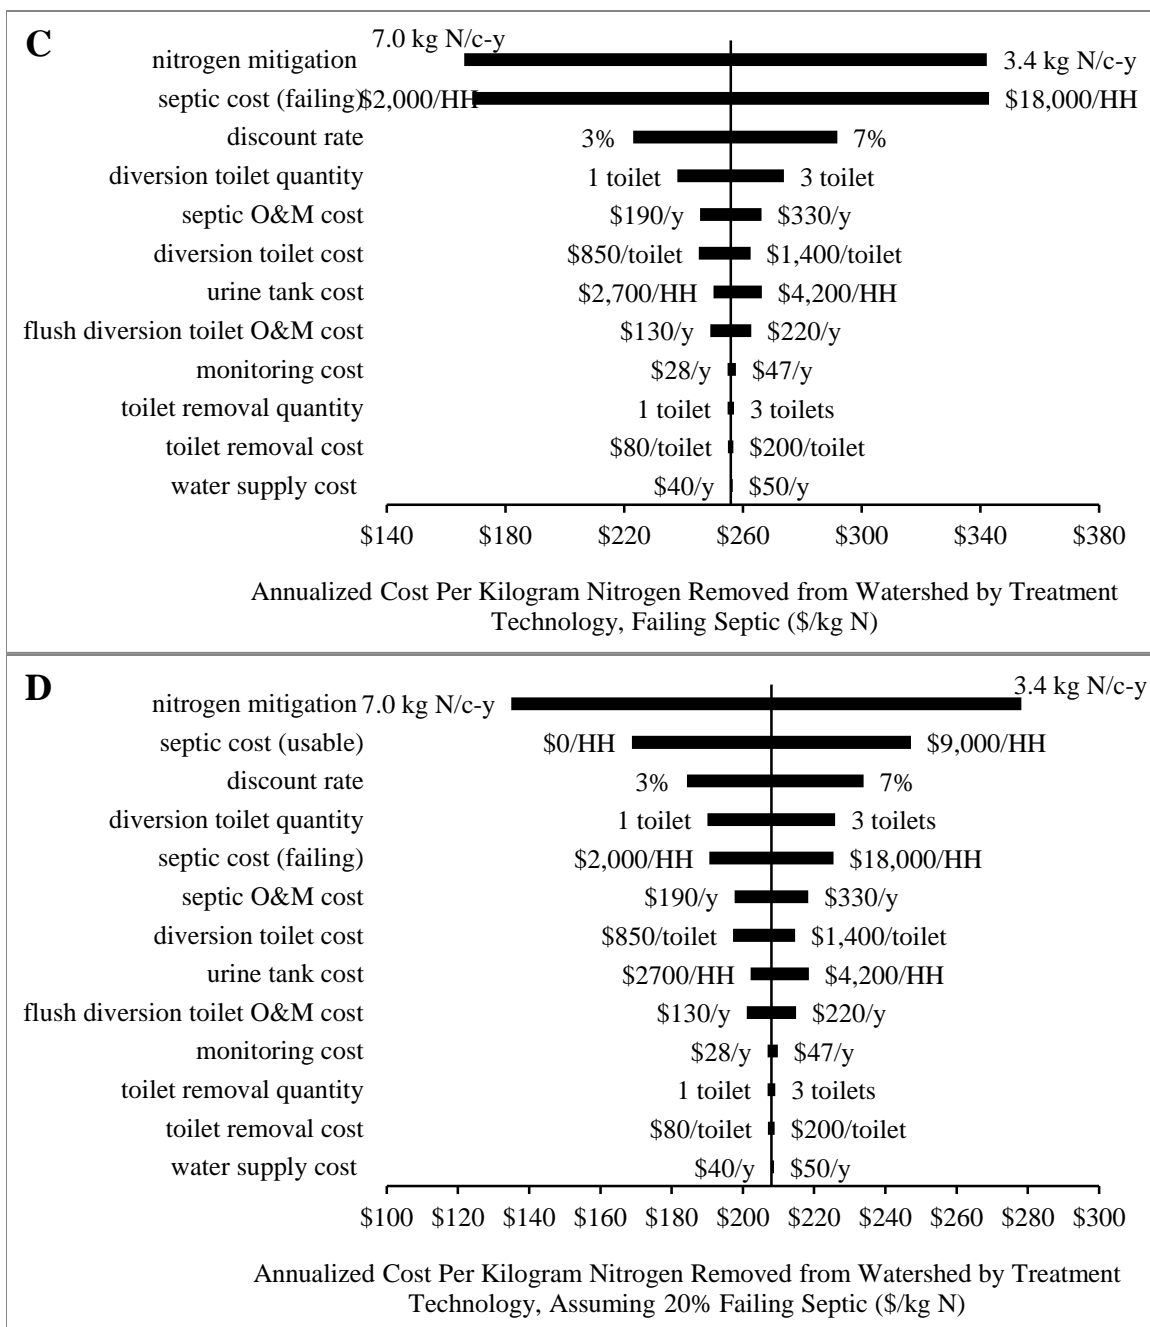 C
7.0 kg N/c-y
nitrogen mitigation 3.4 kg N/c-y
septic cost (failing) $2,000/HH $18,000/HH
discount rate 3% 7%
diversion toilet quantity 1 toilet 3 toilet
septic O&M cost $190/y $330/y
diversion toilet cost $850/toilet $1,400/toilet
urine tank cost $2,700/HH $4,200/HH
flush diversion toilet O&M cost $130/y $220/y
monitoring cost $28/y $47/y
toilet removal quantity 1 toilet 3 toilets
toilet removal cost $80/toilet $200/toilet
water supply cost $40/y $50/y
$140 $180 $220 $260 $300 $340 $380
Annualized Cost Per Kilogram Nitrogen Removed from Watershed by Treatment
Technology, Failing Septic ($/kg N)
D
nitrogen mitigation 7.0 kg N/c-y 3.4 kg N/c-y
septic cost (usable) $0/HH $9,000/HH
discount rate 3% 7%
diversion toilet quantity 1 toilet 3 toilets
septic cost (failing) $2,000/HH $18,000/HH
septic O&M cost $190/y $330/y
diversion toilet cost $850/toilet $1,400/toilet
urine tank cost $2700/HH $4,200/HH
flush diversion toilet O&M cost $130/y $220/y
monitoring cost $28/y $47/y
toilet removal quantity 1 toilet 3 toilets
toilet removal cost $80/toilet $200/toilet
water supply cost $40/y $50/y
$100 $120 $140 $160 $180 $200 $220 $240 $260 $280 $300
Annualized Cost Per Kilogram Nitrogen Removed from Watershed by Treatment
Technology, Assuming 20% Failing Septic ($/kg N)